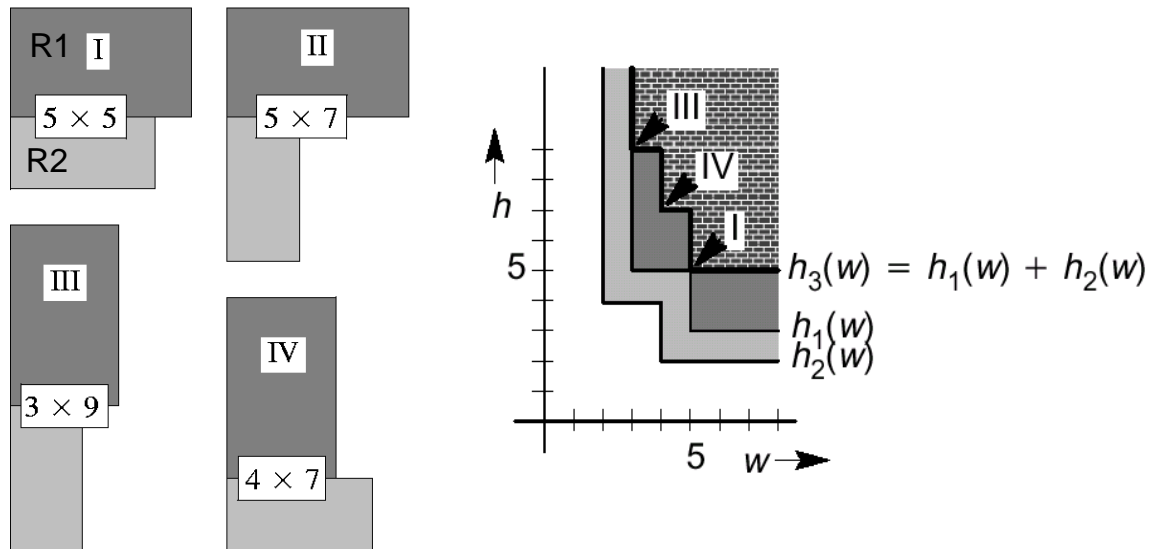 R1 I
5 × 5
R2
II
5 × 7
III
3 × 9
IV
4 × 7
h
5
III
IV
I
h3(w) = h1(w) + h2(w)
h1(w)
h2(w)
5 w